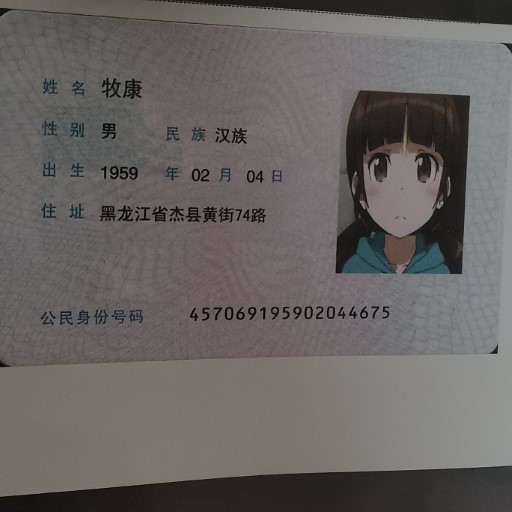 姓名 牧康
性别 男 民族 汉族
出生 1959 年 02 月 04 日
住址 黑龙江省杰县黄街74路
公民身份号码 457069195902044675